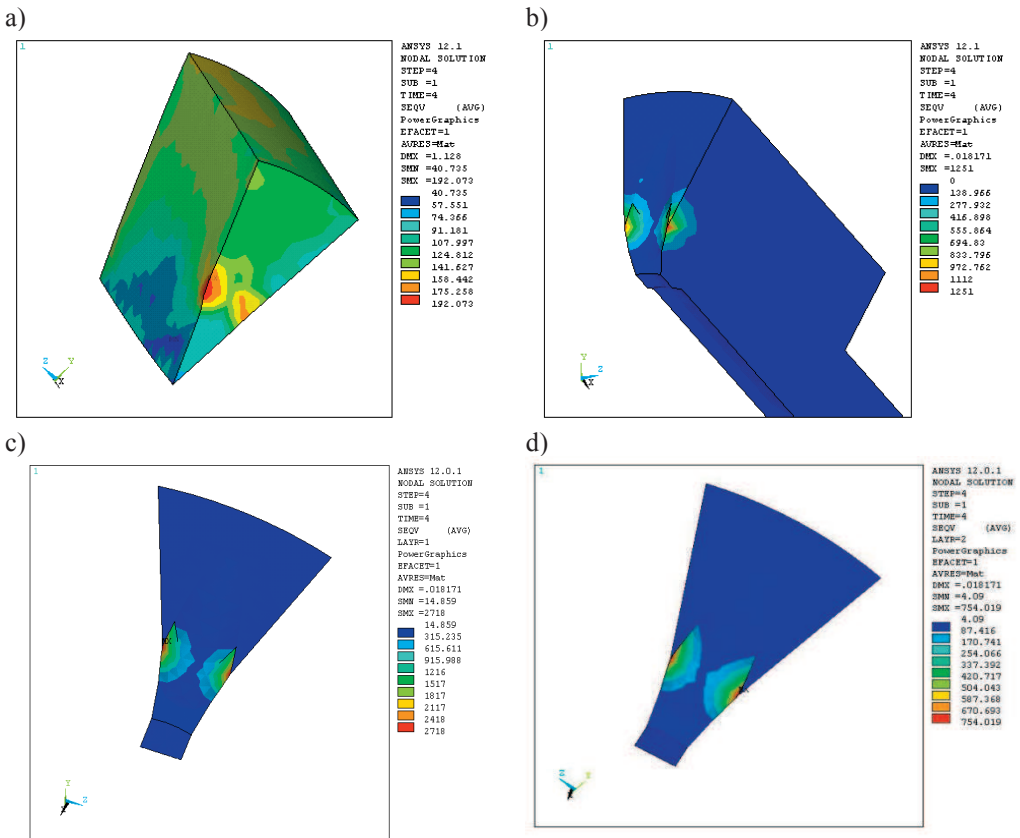 a)
1
ANSYS 12.1
NODAL SOLUTION
STEP=4
SUB =1
TIME=4
SEQV (AVG)
PowerGraphics
EFACET=1
AVRES=Mat
DMX =1.128
SMN =40.735
SMX =192.073
40.735
57.551
74.366
91.181
107.997
124.812
141.627
158.442
175.258
192.073
Z Y
X
b)
1
ANSYS 12.1
NODAL SOLUTION
STEP=4
SUB =1
TIME=4
SEQV (AVG)
PowerGraphics
EFACET=1
AVRES=Mat
DMX =.018171
SMX =1251
0
138.966
277.932
416.898
555.864
694.83
833.796
972.762
1112
1251
Y
Z
X
c)
1
ANSYS 12.0.1
NODAL SOLUTION
STEP=4
SUB =1
TIME=4
SEQV (AVG)
LAYR=1
PowerGraphics
EFACET=1
AVRES=Mat
DMX =.018171
SMN =14.859
SMX =2718
14.859
315.235
615.611
915.988
1216
1517
1817
2117
2418
2718
Y
Z
X
d)
1
ANSYS 12.0.1
NODAL SOLUTION
STEP=4
SUB =1
TIME=4
SEQV (AVG)
LAYR=2
PowerGraphics
EFACET=1
AVRES=Mat
DMX =.018171
SMN =4.09
SMX =754.019
4.09
87.416
170.741
254.066
337.392
420.717
504.043
587.368
670.693
754.019
Z Y
X